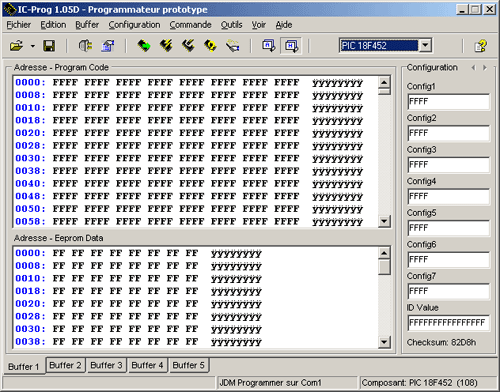 IC-Prog 1.05D - Programmateur prototype
Fichier Edition Buffer Configuration Commande Outils Voir Aide
PIC 18F452
Adresse - Program Code
0000: FFFF FFFF FFFF FFFF FFFF FFFF FFFF FFFF ÿÿÿÿÿÿÿÿ
0008: FFFF FFFF FFFF FFFF FFFF FFFF FFFF FFFF ÿÿÿÿÿÿÿÿ
0010: FFFF FFFF FFFF FFFF FFFF FFFF FFFF FFFF ÿÿÿÿÿÿÿÿ
0018: FFFF FFFF FFFF FFFF FFFF FFFF FFFF FFFF ÿÿÿÿÿÿÿÿ
0020: FFFF FFFF FFFF FFFF FFFF FFFF FFFF FFFF ÿÿÿÿÿÿÿÿ
0028: FFFF FFFF FFFF FFFF FFFF FFFF FFFF FFFF ÿÿÿÿÿÿÿÿ
0030: FFFF FFFF FFFF FFFF FFFF FFFF FFFF FFFF ÿÿÿÿÿÿÿÿ
0038: FFFF FFFF FFFF FFFF FFFF FFFF FFFF FFFF ÿÿÿÿÿÿÿÿ
0040: FFFF FFFF FFFF FFFF FFFF FFFF FFFF FFFF ÿÿÿÿÿÿÿÿ
0048: FFFF FFFF FFFF FFFF FFFF FFFF FFFF FFFF ÿÿÿÿÿÿÿÿ
0050: FFFF FFFF FFFF FFFF FFFF FFFF FFFF FFFF ÿÿÿÿÿÿÿÿ
0058: FFFF FFFF FFFF FFFF FFFF FFFF FFFF FFFF ÿÿÿÿÿÿÿÿ
Adresse - Eeprom Data
0000: FF FF FF FF FF FF FF FF ÿÿÿÿÿÿÿÿ
0008: FF FF FF FF FF FF FF FF ÿÿÿÿÿÿÿÿ
0010: FF FF FF FF FF FF FF FF ÿÿÿÿÿÿÿÿ
0018: FF FF FF FF FF FF FF FF ÿÿÿÿÿÿÿÿ
0020: FF FF FF FF FF FF FF FF ÿÿÿÿÿÿÿÿ
0028: FF FF FF FF FF FF FF FF ÿÿÿÿÿÿÿÿ
0030: FF FF FF FF FF FF FF FF ÿÿÿÿÿÿÿÿ
0038: FF FF FF FF FF FF FF FF ÿÿÿÿÿÿÿÿ
Configuration
Config1
FFFF
Config2
FFFF
Config3
FFFF
Config4
FFFF
Config5
FFFF
Config6
FFFF
Config7
FFFF
ID Value
FFFFFFFFFFFFFFFF
Checksum: 82D8h
Buffer 1 Buffer 2 Buffer 3 Buffer 4 Buffer 5
JDM Programmer sur Com1 Composant: PIC 18F452 (108)